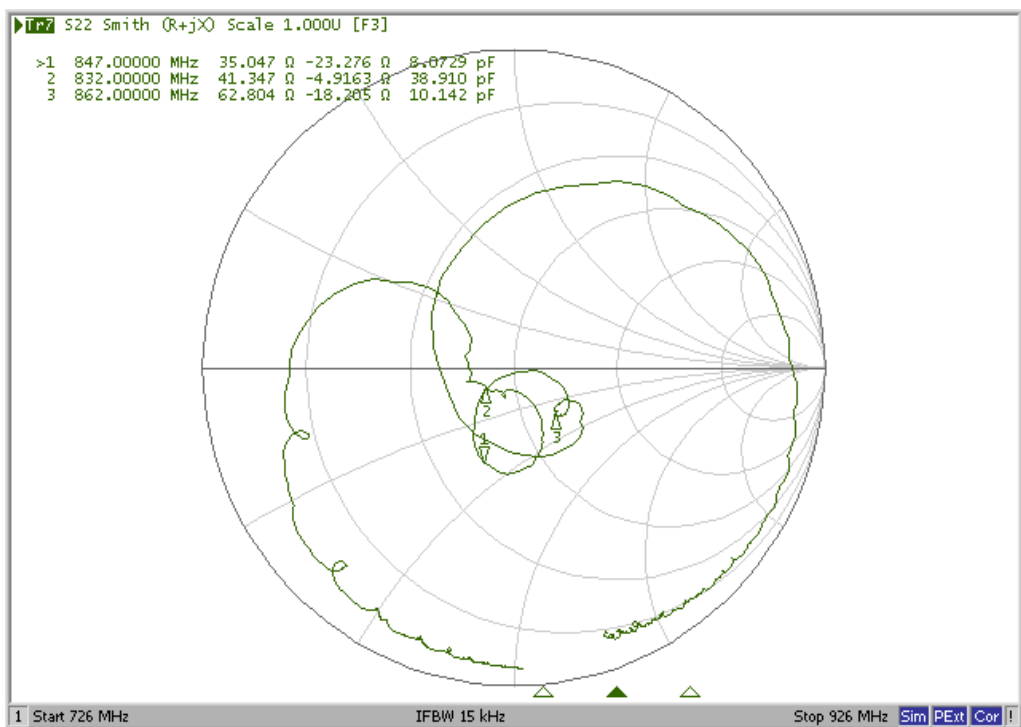 Tr7 S22 Smith (R+jX) Scale 1.000U [F3]
>1 847.00000 MHz 35.047 Ω -23.276 Ω 8.0729 pF
2 832.00000 MHz 41.347 Ω -4.9163 Ω 38.910 pF
3 862.00000 MHz 62.804 Ω -18.205 Ω 10.142 pF
2
3
1
1 Start 726 MHz IFBW 15 kHz Stop 926 MHz Sim PExt Cor !